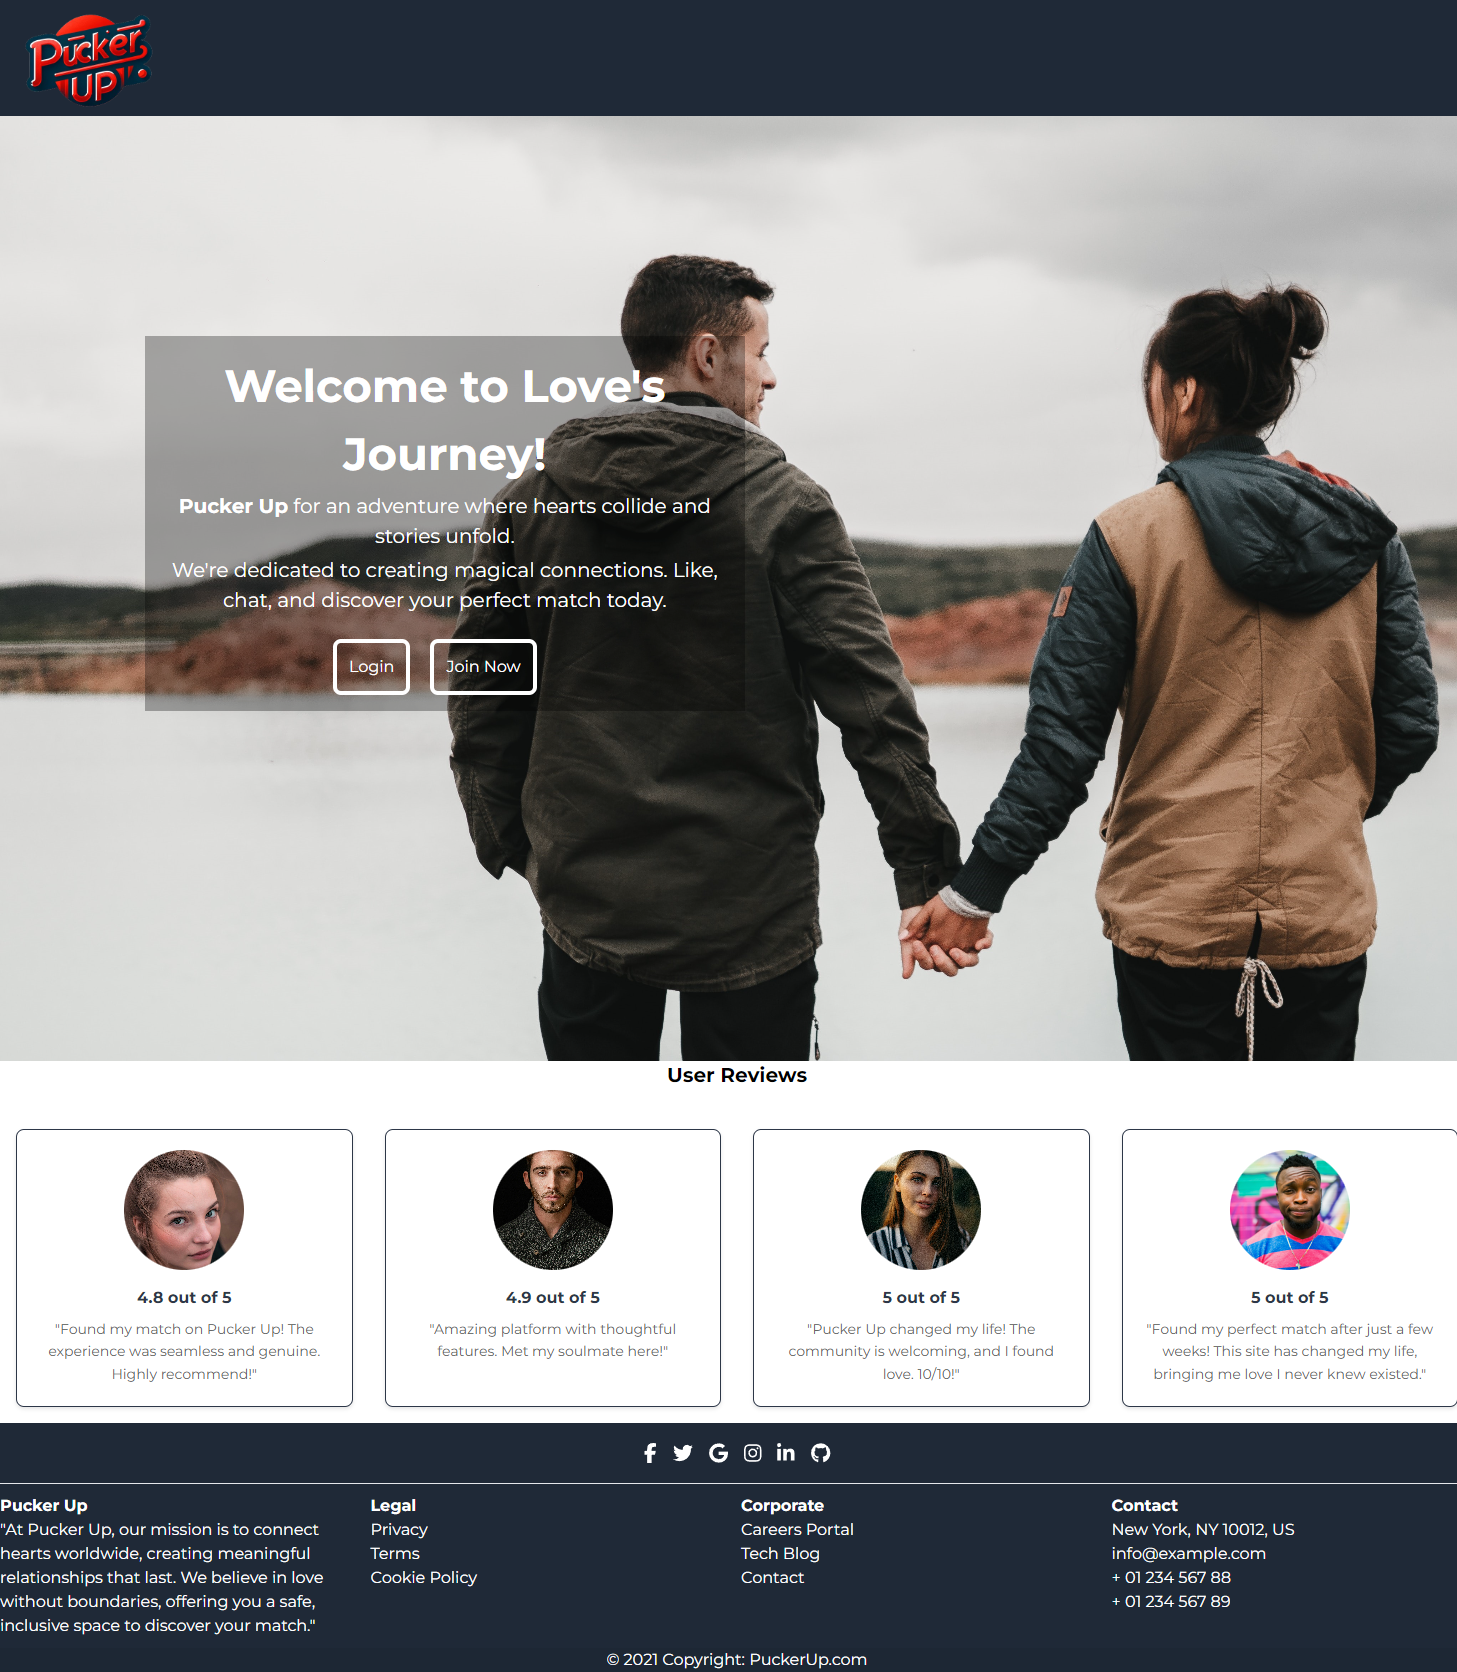 Pucker
UP
Welcome to Love's
Journey!
Pucker Up for an adventure where hearts collide and
stories unfold.
We're dedicated to creating magical connections. Like,
chat, and discover your perfect match today.
Login
Join Now
User Reviews
4.8 out of 5
"Found my match on Pucker Up! The
experience was seamless and genuine.
Highly recommend!"
4.9 out of 5
"Amazing platform with thoughtful
features. Met my soulmate here!"
5 out of 5
"Pucker Up changed my life! The
community is welcoming, and I found
love. 10/10!"
5 out of 5
"Found my perfect match after just a few
weeks! This site has changed my life,
bringing me love I never knew existed."
Pucker Up
"At Pucker Up, our mission is to connect
hearts worldwide, creating meaningful
relationships that last. We believe in love
without boundaries, offering you a safe,
inclusive space to discover your match."
Legal
Privacy
Terms
Cookie Policy
Corporate
Careers Portal
Tech Blog
Contact
Contact
New York, NY 10012, US
info@example.com
+ 01 234 567 88
+ 01 234 567 89
© 2021 Copyright: PuckerUp.com